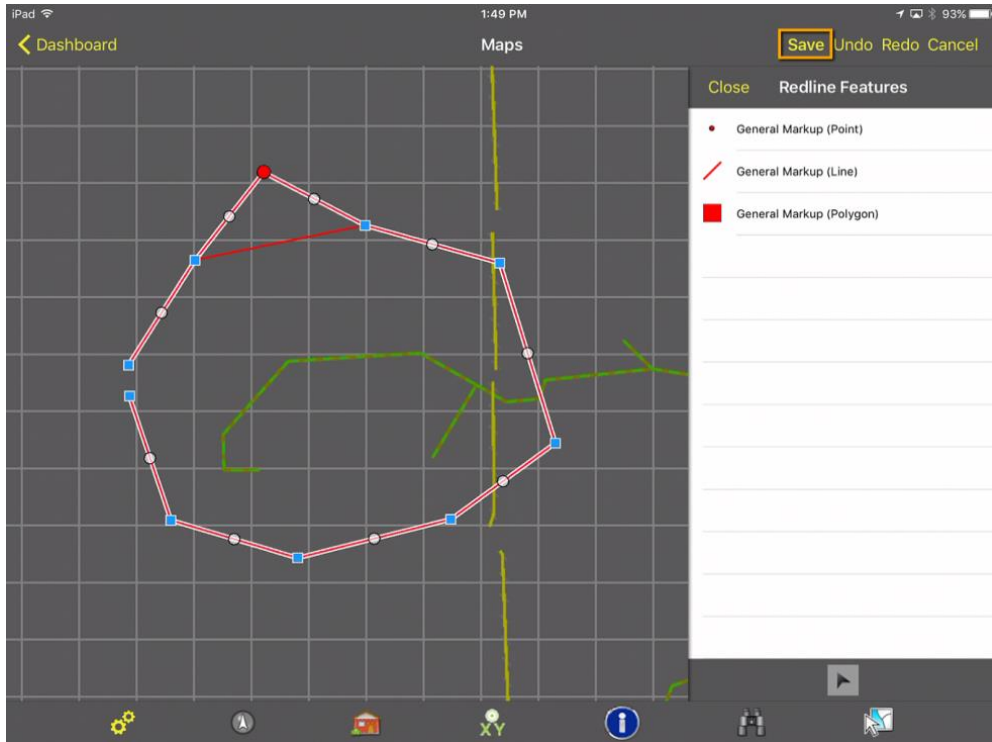 iPad 1:49 PM 93%
Dashboard Maps Save Undo Redo Cancel
Close Redline Features
General Markup (Point)
General Markup (Line)
General Markup (Polygon)
XY
i